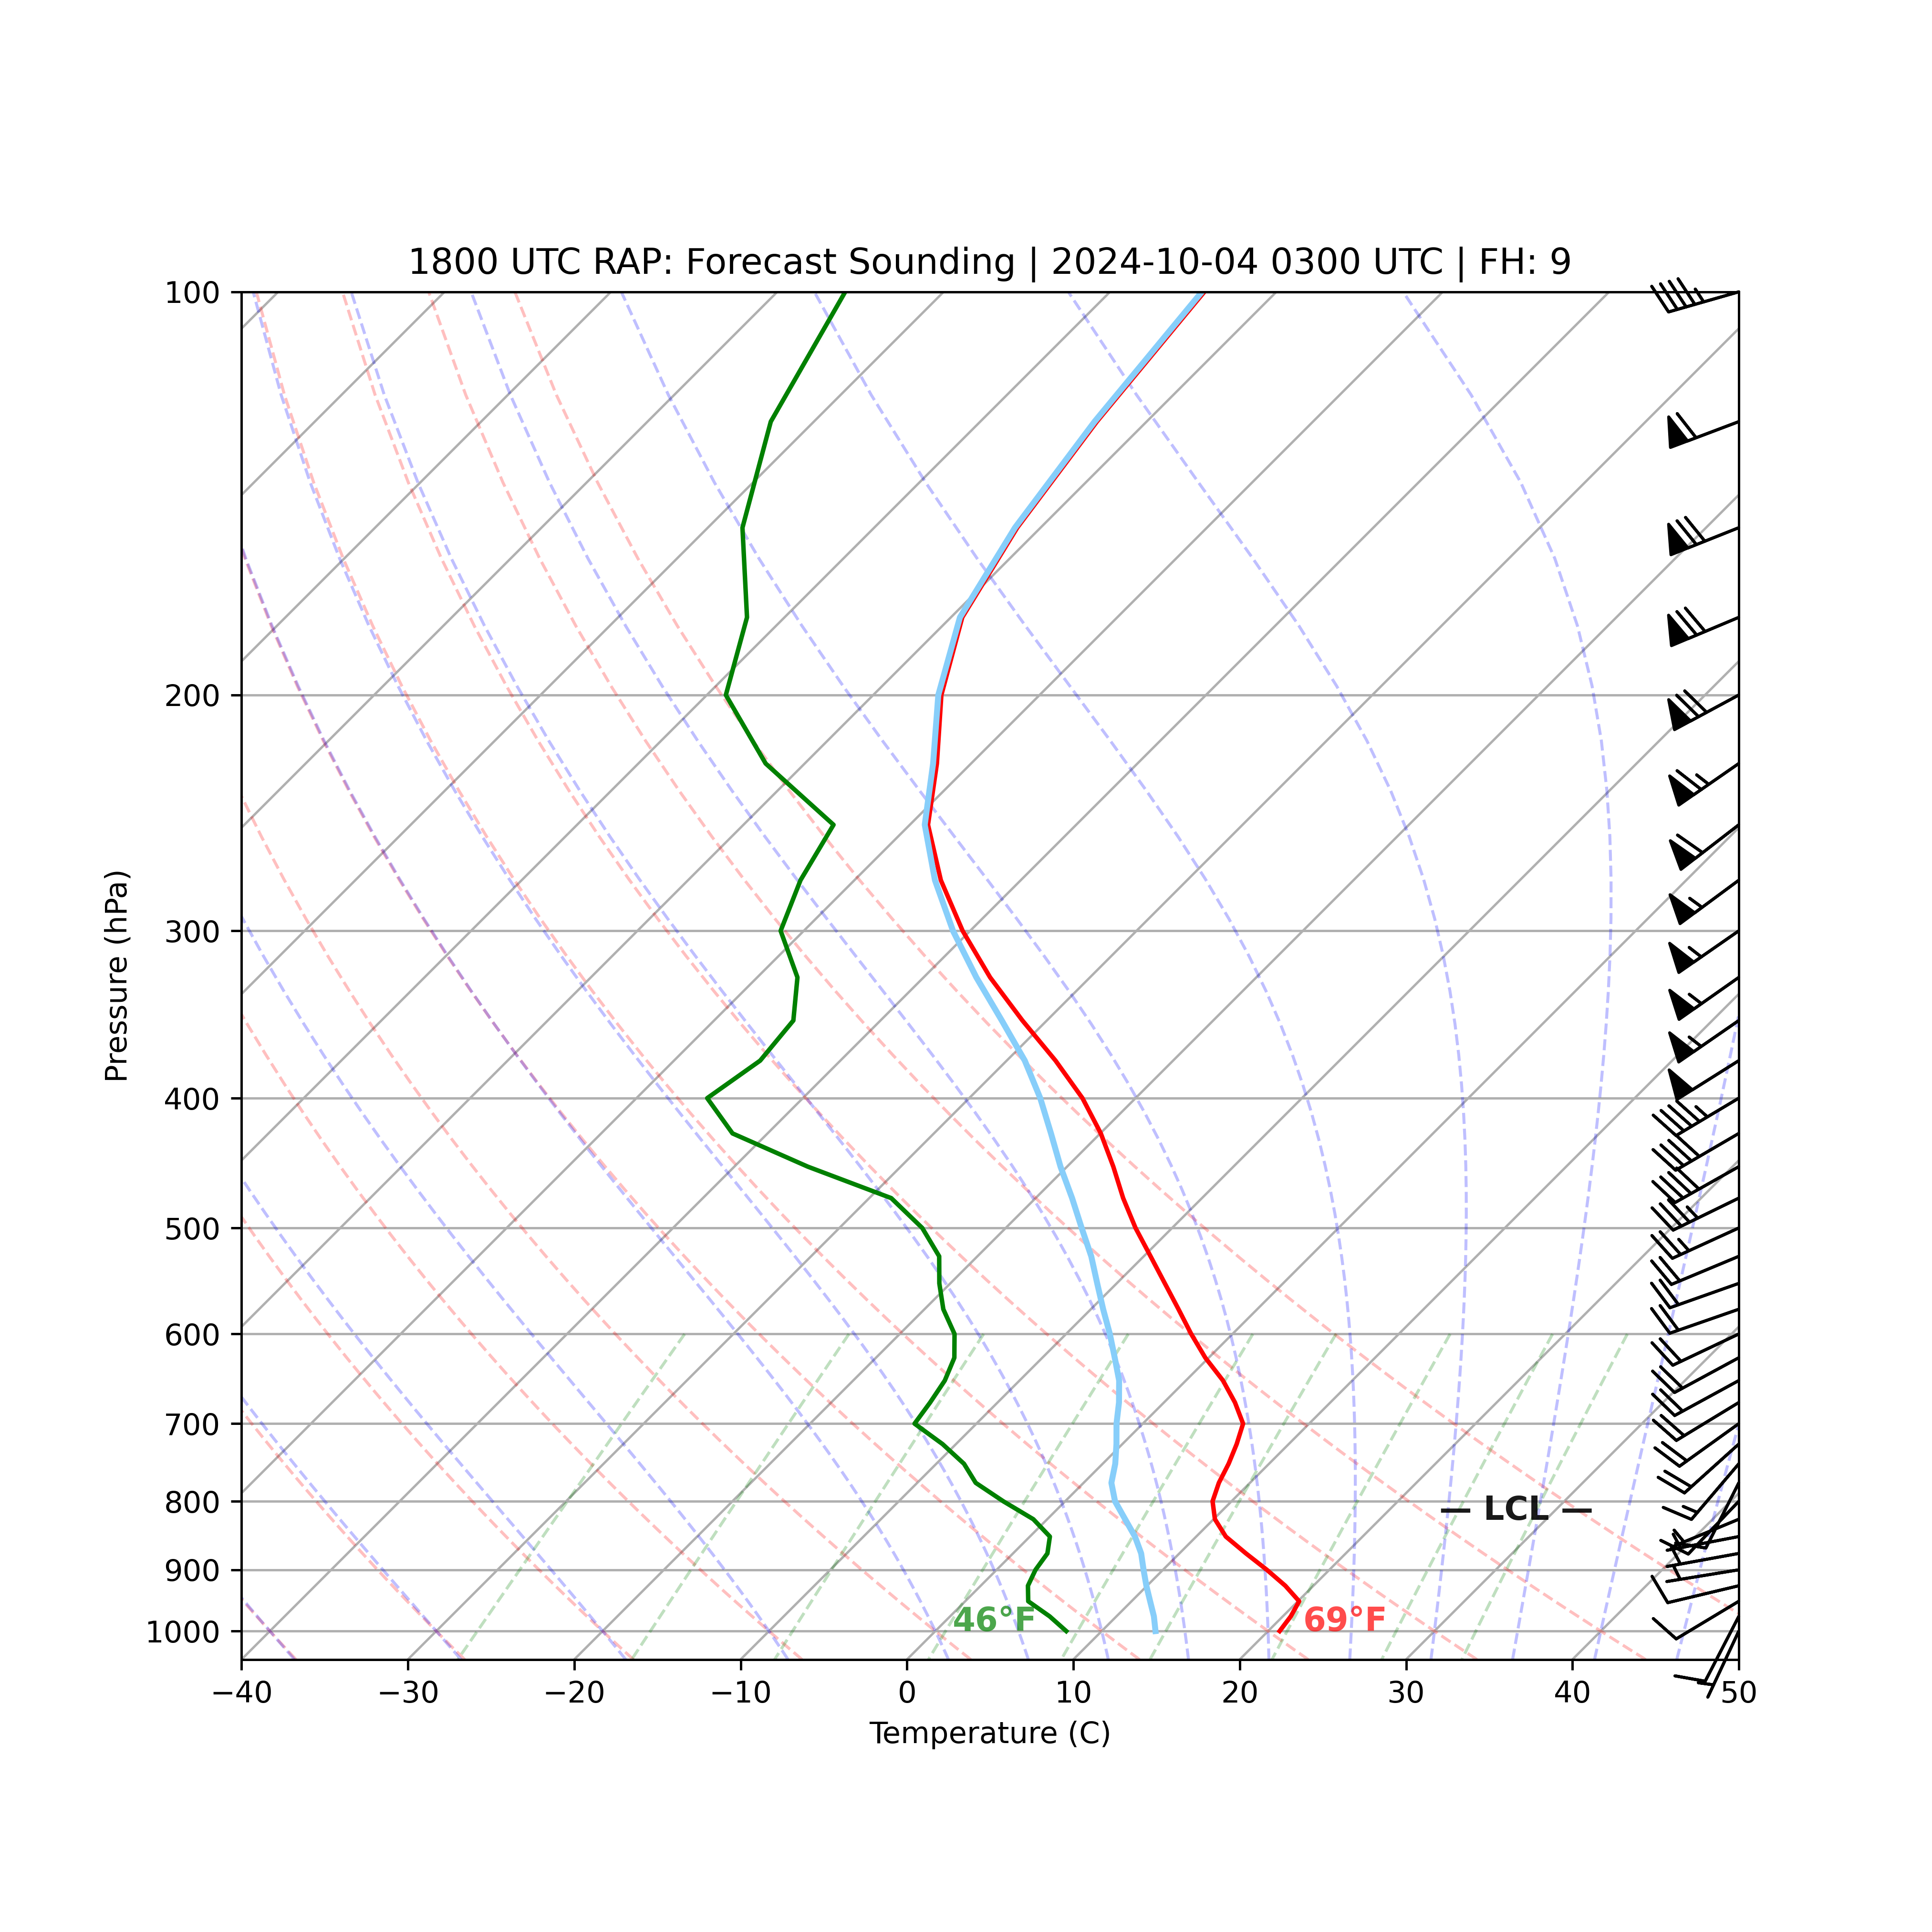 1800 UTC RAP: Forecast Sounding | 2024-10-04 0300 UTC | FH: 9
100
200
300
400
500
600
700
800
900
1000
Pressure (hPa)
— LCL —
46°F
69°F
−40 −30 −20 −10 0 10 20 30 40 50
Temperature (C)